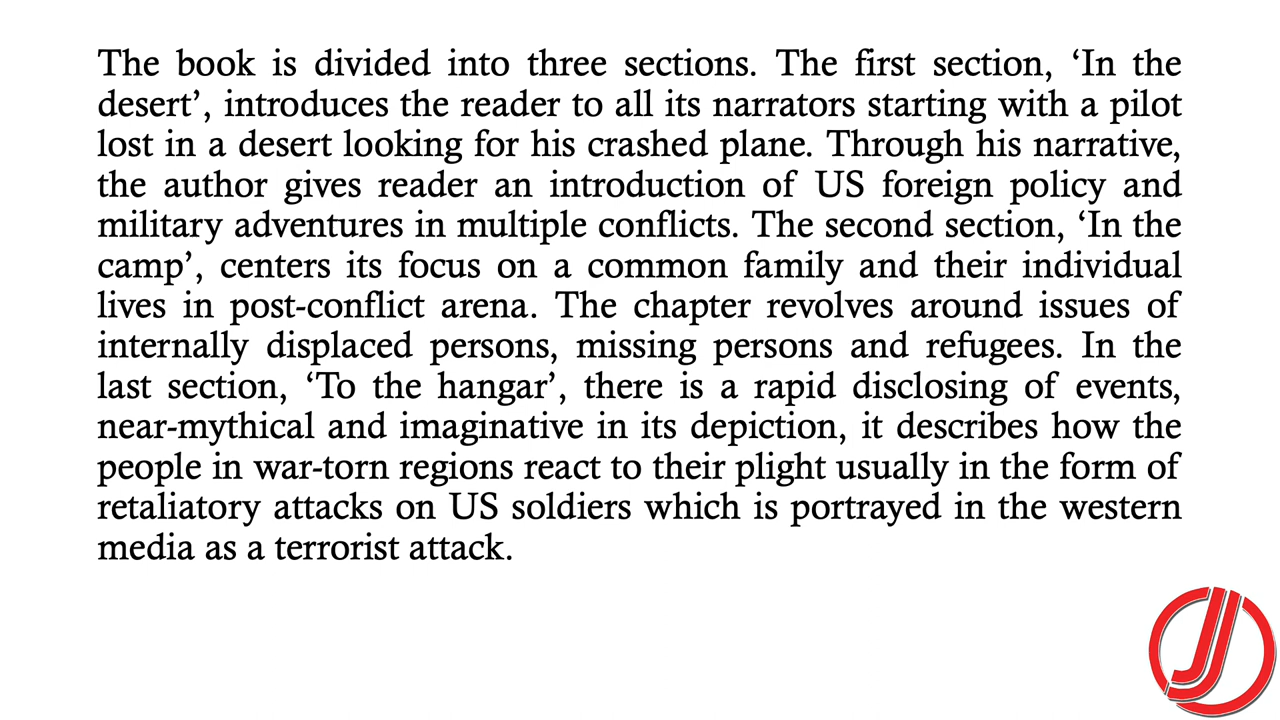 The book is divided into three sections. The first section, ‘In the
desert’, introduces the reader to all its narrators starting with a pilot
lost in a desert looking for his crashed plane. Through his narrative,
the author gives reader an introduction of US foreign policy and
military adventures in multiple conflicts. The second section, ‘In the
camp’, centers its focus on a common family and their individual
lives in post-conflict arena. The chapter revolves around issues of
internally displaced persons, missing persons and refugees. In the
last section, ‘To the hangar’, there is a rapid disclosing of events,
near-mythical and imaginative in its depiction, it describes how the
people in war-torn regions react to their plight usually in the form of
retaliatory attacks on US soldiers which is portrayed in the western
media as a terrorist attack.